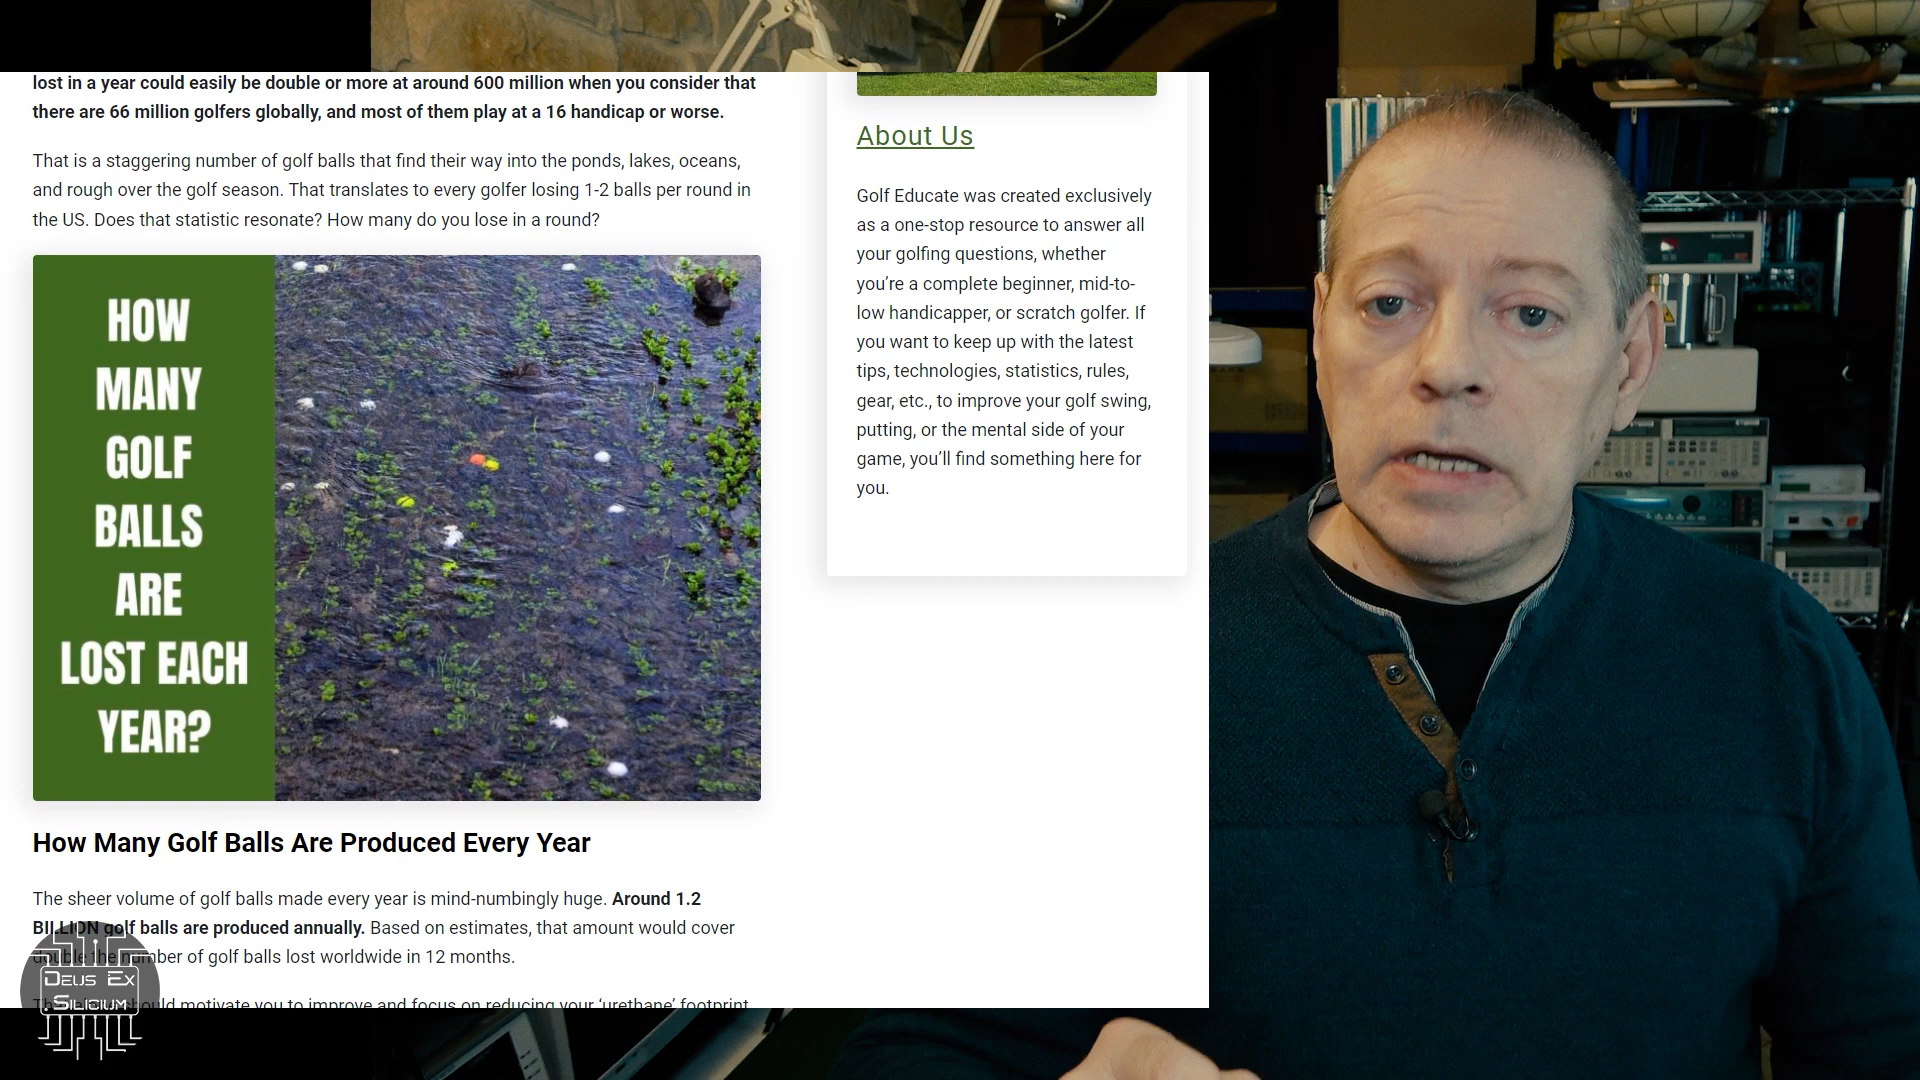 lost in a year could easily be double or more at around 600 million when you consider that
there are 66 million golfers globally, and most of them play at a 16 handicap or worse.
That is a staggering number of golf balls that find their way into the ponds, lakes, oceans,
and rough over the golf season. That translates to every golfer losing 1-2 balls per round in
the US. Does that statistic resonate? How many do you lose in a round?
HOW
MANY
GOLF
BALLS
ARE
LOST EACH
YEAR?
How Many Golf Balls Are Produced Every Year
The sheer volume of golf balls made every year is mind-numbingly huge. Around 1.2
BILLION golf balls are produced annually. Based on estimates, that amount would cover
double the number of golf balls lost worldwide in 12 months.
should motivate you to improve and focus on reducing your ‘urethane’ footprint
About Us
Golf Educate was created exclusively
as a one-stop resource to answer all
your golfing questions, whether
you’re a complete beginner, mid-to-
low handicapper, or scratch golfer. If
you want to keep up with the latest
tips, technologies, statistics, rules,
gear, etc., to improve your golf swing,
putting, or the mental side of your
game, you’ll find something here for
you.
Deus Ex
Silicium